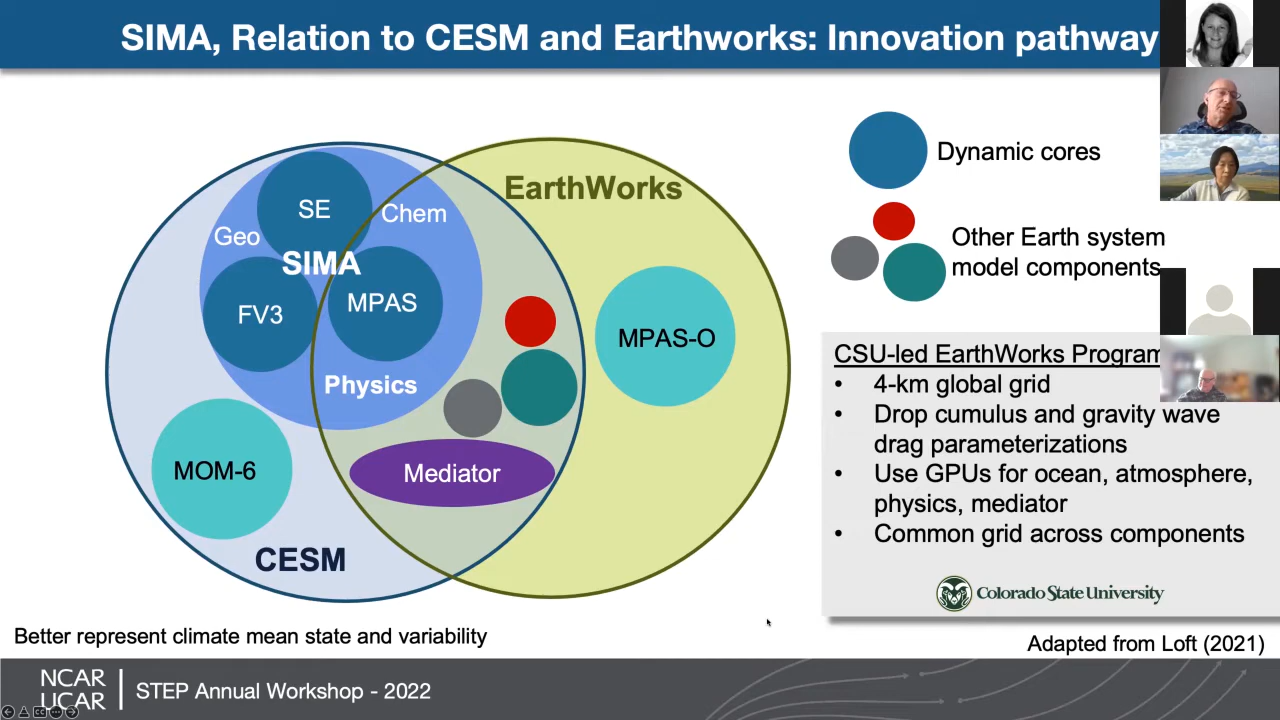 SIMA, Relation to CESM and Earthworks: Innovation pathway
EarthWorks
SE
Chem
Geo
SIMA
MPAS
FV3
Physics
MPAS-O
MOM-6
Mediator
CESM
Dynamic cores
Other Earth system
model components
CSU-led EarthWorks Program
• 4-km global grid
• Drop cumulus and gravity wave
drag parameterizations
• Use GPUs for ocean, atmosphere,
physics, mediator
• Common grid across components
Colorado State University
Better represent climate mean state and variability
Adapted from Loft (2021)
NCAR
UCAR
STEP Annual Workshop - 2022